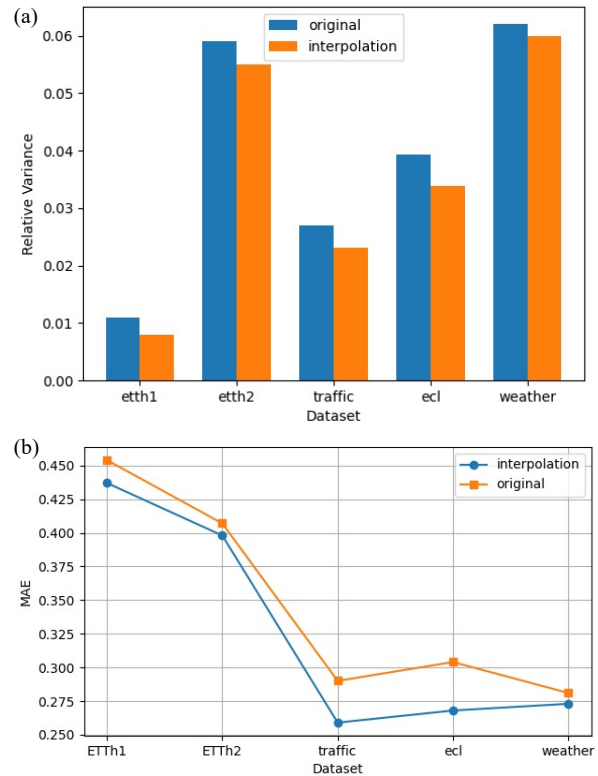 (a)
original
interpolation
0.06
0.05
0.04
0.03
0.02
0.01
0.00
Relative Variance
etth1 etth2 traffic ecl weather
Dataset
(b)
interpolation
original
0.450
0.425
0.400
0.375
0.350
0.325
0.300
0.275
0.250
MAE
ETTh1 ETTh2 traffic ecl weather
Dataset